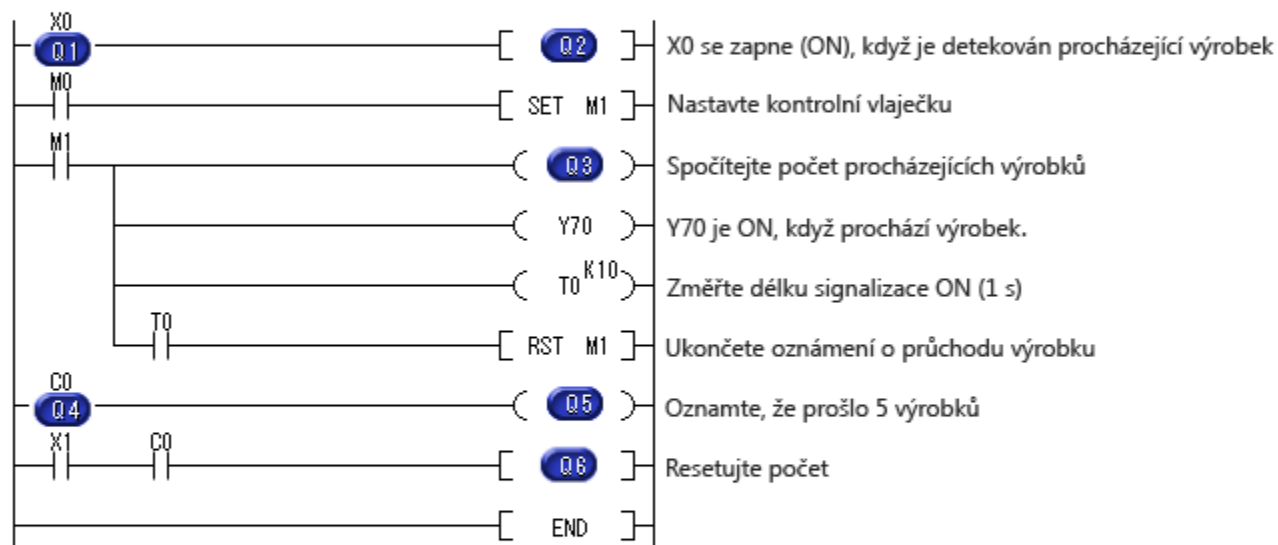 X0
Q1 Q2 X0 se zapne (ON), když je detekován procházející výrobek
M0
SET M1 Nastavte kontrolní vlaječku
M1
Q3 Spočítejte počet procházejících výrobků
Y70 Y70 je ON, když prochází výrobek.
T0 K10 Změřte délku signalizace ON (1 s)
T0
RST M1 Ukončete oznámení o průchodu výrobku
C0
Q4 Q5 Oznamte, že prošlo 5 výrobků
X1 C0
Q6 Resetujte počet
END